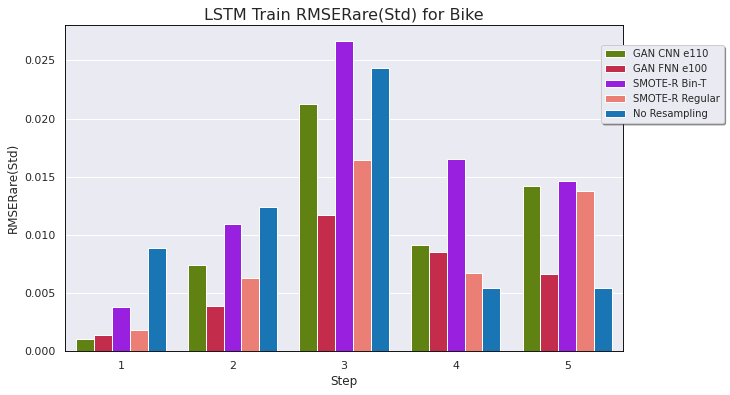 LSTM Train RMSERare(Std) for Bike
RMSERare(Std)
0.025
0.020
0.015
0.010
0.005
0.000
1 2 3 4 5
Step
GAN CNN e110
GAN FNN e100
SMOTE-R Bin-T
SMOTE-R Regular
No Resampling